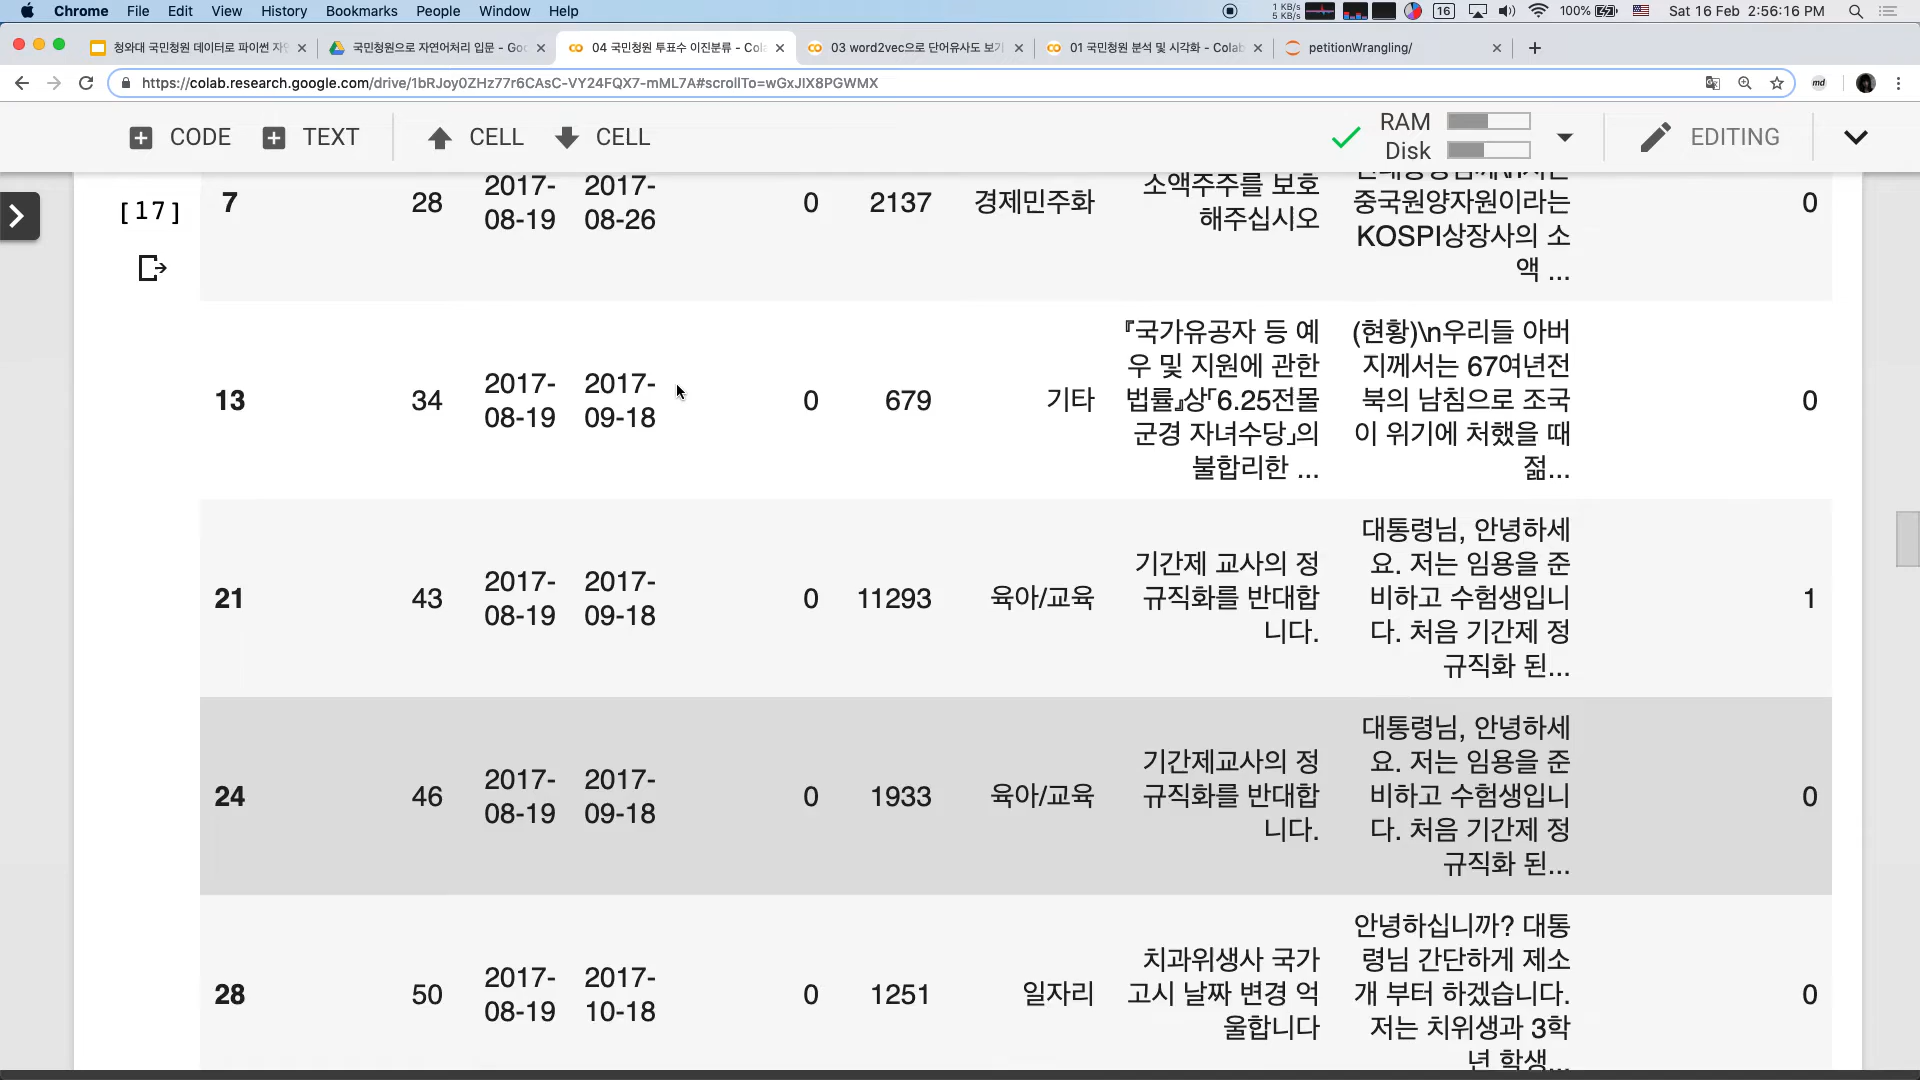 Chrome File Edit View History Bookmarks People Window Help
1 KB/s
5 KB/s
16
100%
Sat 16 Feb 2:56:16 PM
청와대 국민청원 데이터로 파이썬 자연
국민청원으로 자연어처리 입문 - Goo
04 국민청원 투표수 이진분류 - Cola
03 word2vec으로 단어유사도 보기
01 국민청원 분석 및 시각화 - Colab
petitionWrangling/
https://colab.research.google.com/drive/1bRJoy0ZHz77r6CAsC-VY24FQX7-mML7A#scrollTo=wGxJIX8PGWMX
md
CODE TEXT CELL CELL
RAM
Disk
EDITING
[17]
7 28 2017-08-19 2017-08-26 0 2137 경제민주화
소액주주를 보호
해주십시오
중국원양자원이라는
KOSPI상장사의 소
액 ...
0
13 34 2017-08-19 2017-09-18 0 679 기타
『국가유공자 등 예
우 및 지원에 관한
법률』상「6.25전몰
군경 자녀수당」의
불합리한 ...
(현황)\n우리들 아버
지께서는 67여년전
북의 남침으로 조국
이 위기에 처했을 때
젊...
0
21 43 2017-08-19 2017-09-18 0 11293 육아/교육
기간제 교사의 정
규직화를 반대합
니다.
대통령님, 안녕하세
요. 저는 임용을 준
비하고 수험생입니
다. 처음 기간제 정
규직화 된...
1
24 46 2017-08-19 2017-09-18 0 1933 육아/교육
기간제교사의 정
규직화를 반대합
니다.
대통령님, 안녕하세
요. 저는 임용을 준
비하고 수험생입니
다. 처음 기간제 정
규직화 된...
0
28 50 2017-08-19 2017-10-18 0 1251 일자리
치과위생사 국가
고시 날짜 변경 억
울합니다
안녕하십니까? 대통
령님 간단하게 제소
개 부터 하겠습니다.
저는 치위생과 3학
년 학생...
0